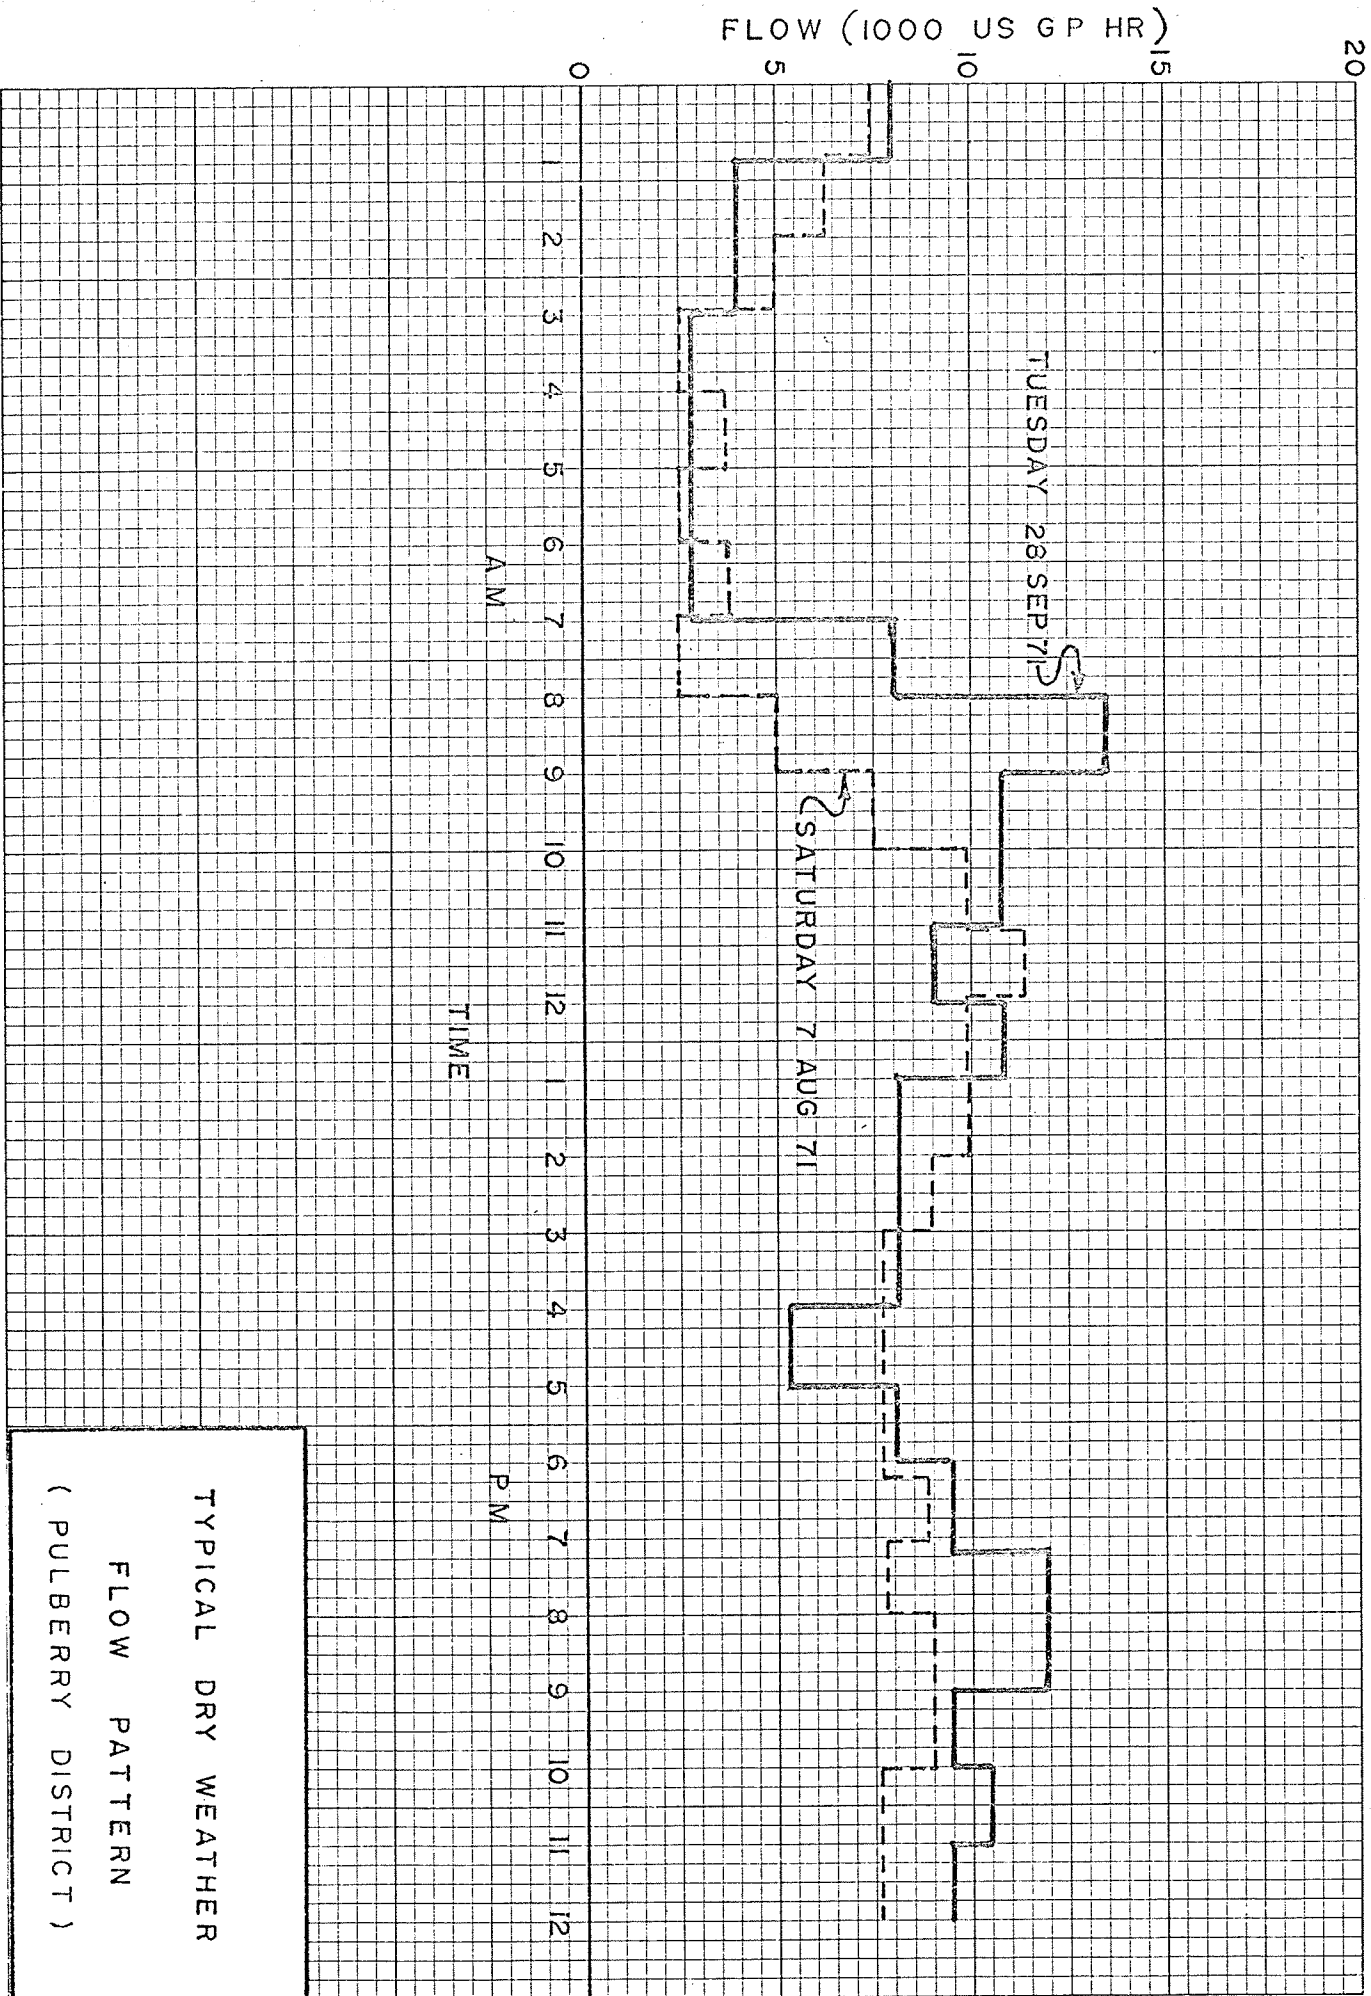 FLOW (1000 US GP HR)
20
15
10
5
0
TUESDAY 28 SEP 71
SATURDAY 7 AUG 71
1 2 3 4 5 6 7 8 9 10 11 12 1 2 3 4 5 6 7 8 9 10 11 12
AM
PM
TIME
TYPICAL DRY WEATHER
FLOW PATTERN
( PULBERRY DISTRICT )